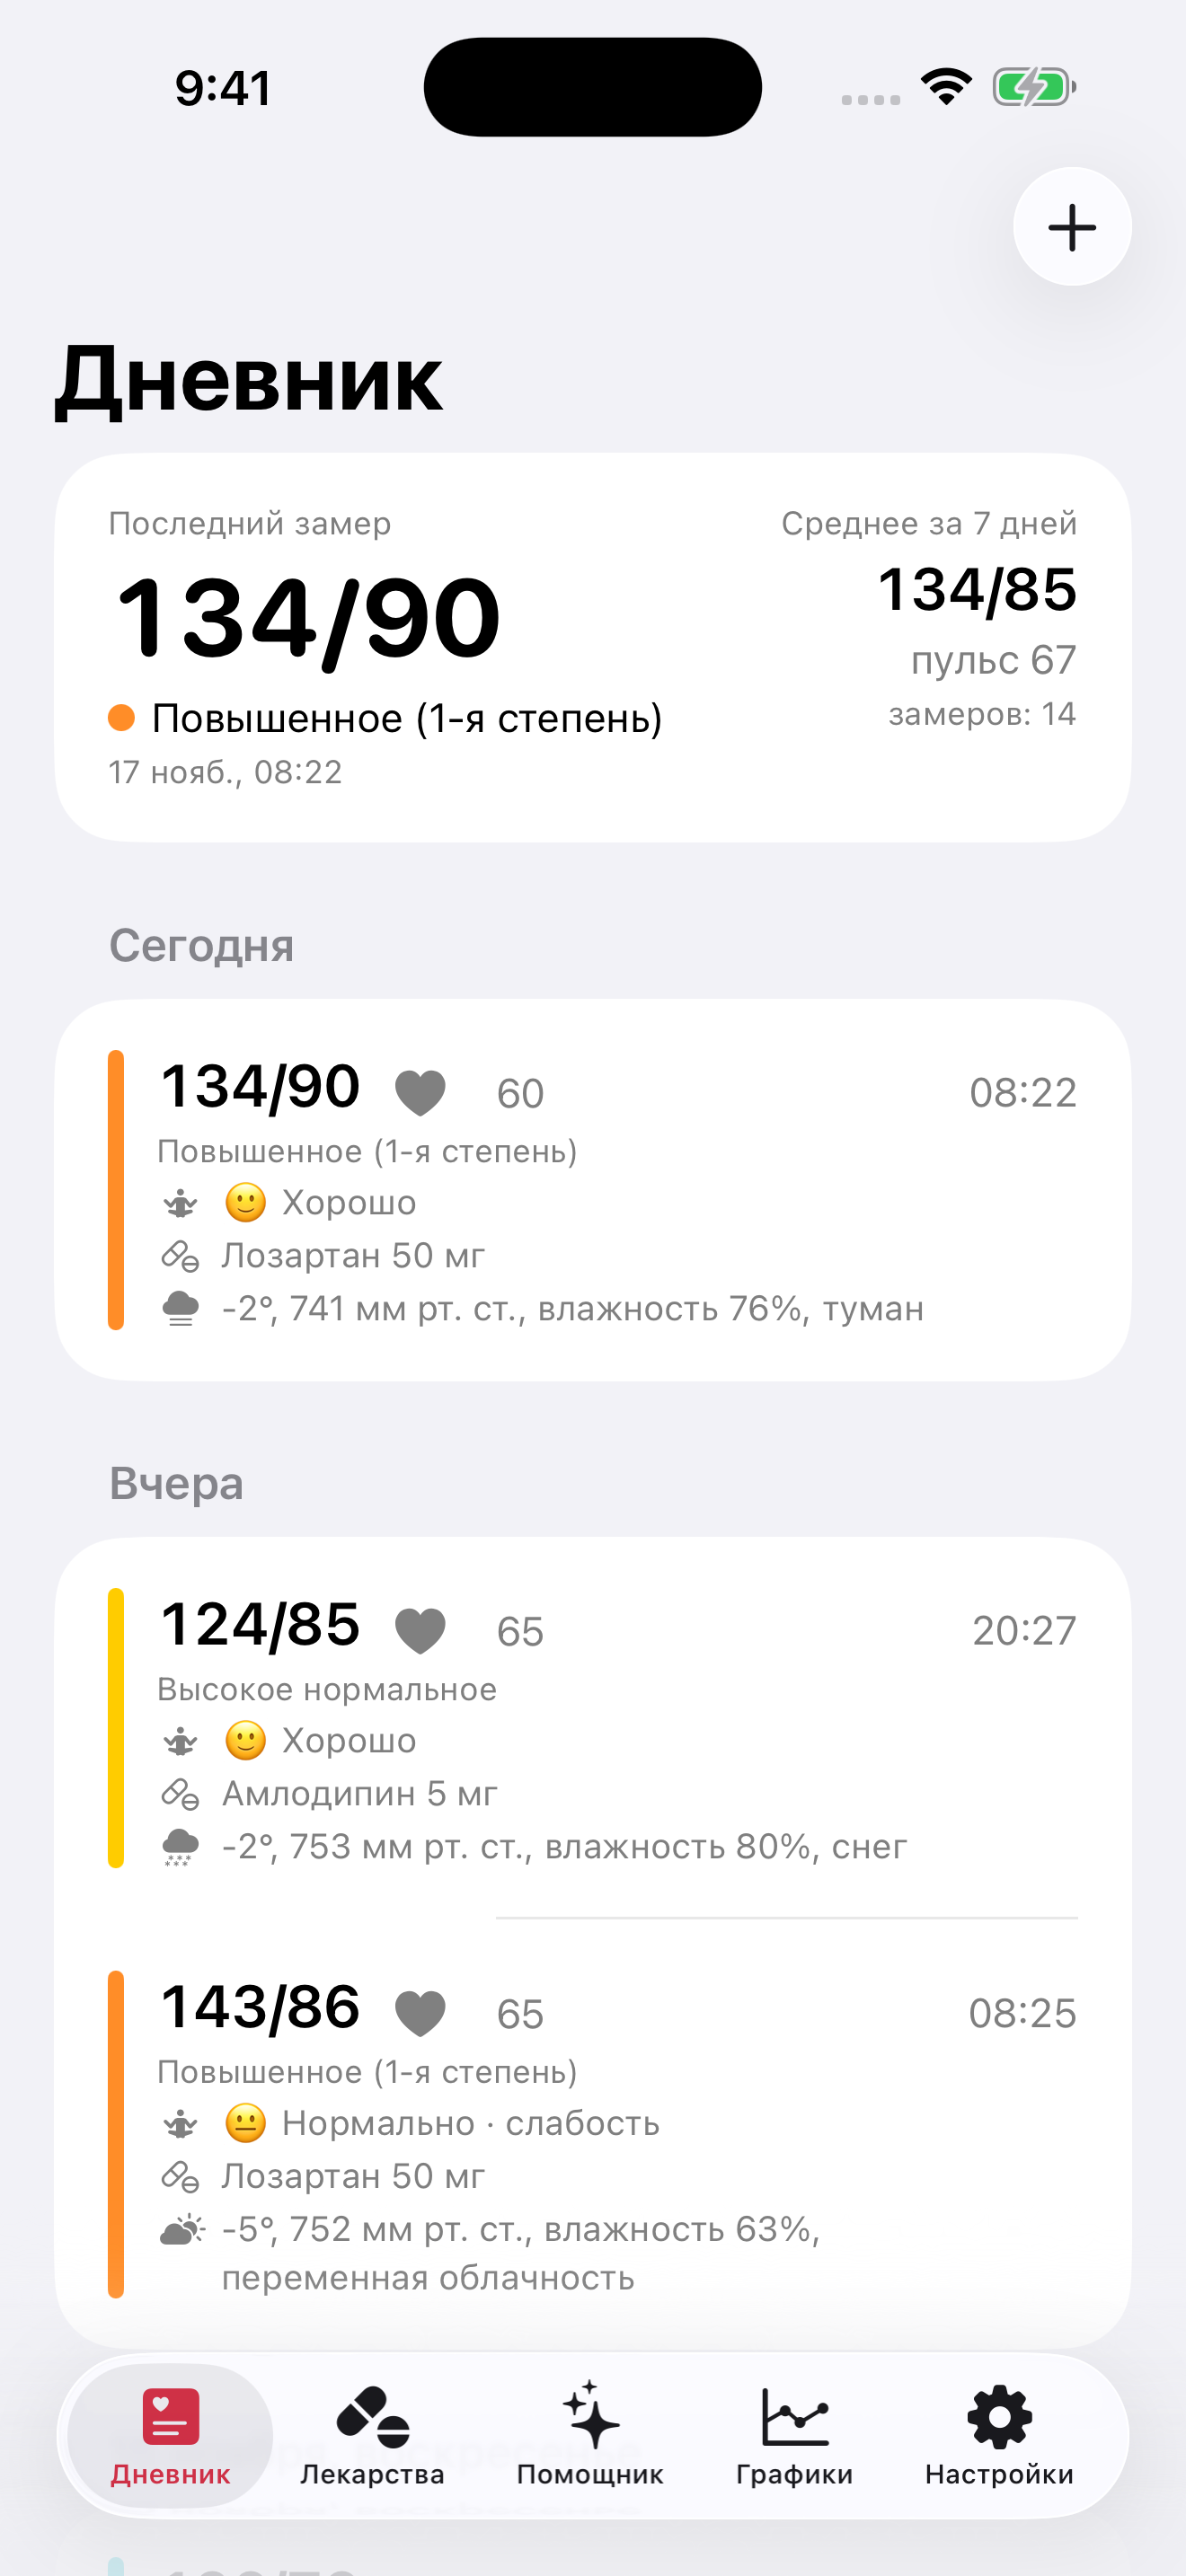 9:41
Дневник
Последний замер
Среднее за 7 дней
134/90
134/85
пульс 67
Повышенное (1-я степень)
замеров: 14
17 нояб., 08:22
Сегодня
134/90 60 08:22
Повышенное (1-я степень)
🙂 Хорошо
Лозартан 50 мг
-2°, 741 мм рт. ст., влажность 76%, туман
Вчера
124/85 65 20:27
Высокое нормальное
🙂 Хорошо
Амлодипин 5 мг
-2°, 753 мм рт. ст., влажность 80%, снег
143/86 65 08:25
Повышенное (1-я степень)
😐 Нормально · слабость
Лозартан 50 мг
-5°, 752 мм рт. ст., влажность 63%,
переменная облачность
Дневник Лекарства Помощник Графики Настройки